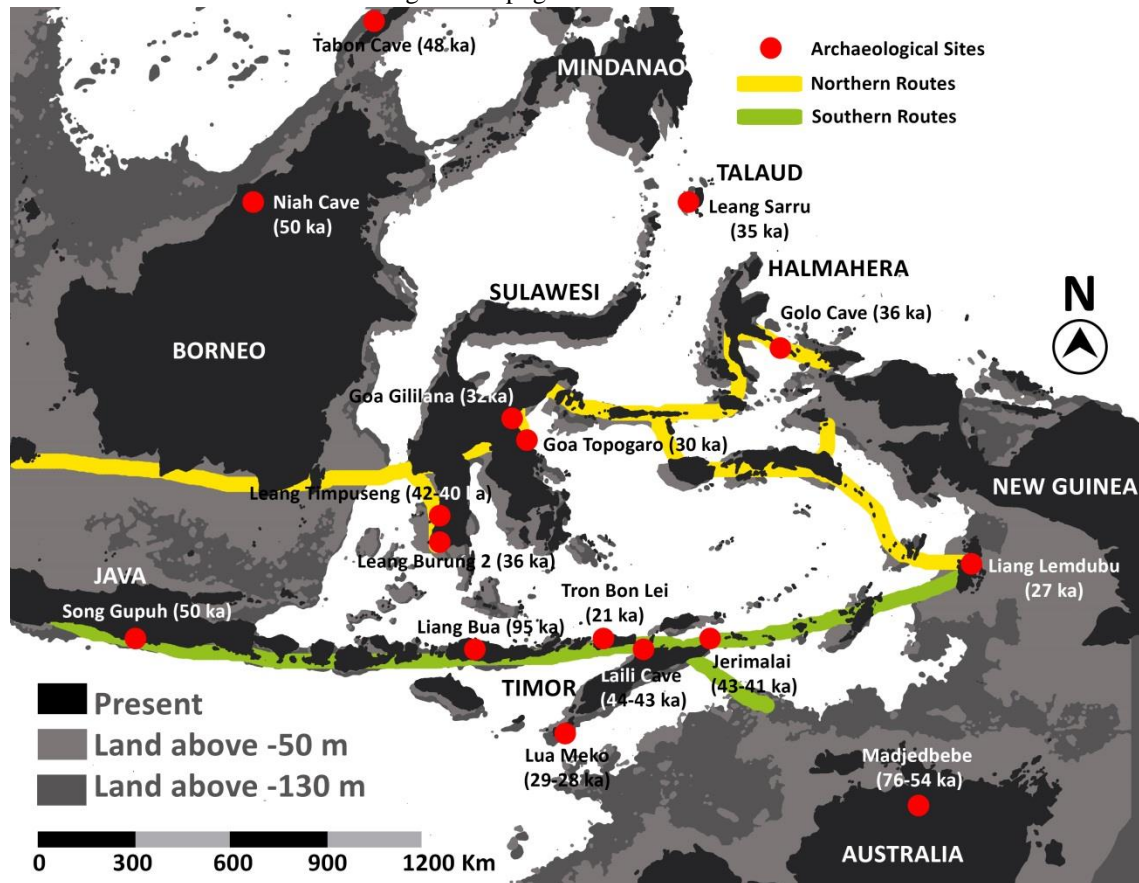 Tabon Cave (48 ka)
MINDANAO
Archaeological Sites
Northern Routes
Southern Routes
TALAUD
Leang Sarru
(35 ka)
Niah Cave
(50 ka)
HALMAHERA
Golo Cave (36 ka)
N
SULAWESI
BORNEO
Goa Gililana (32ka)
Goa Topogaro (30 ka)
NEW GUINEA
Leang Timpuseng (42-40 ka)
Leang Burung 2 (36 ka)
Liang Lemdubu
(27 ka)
JAVA
Song Gupuh (50 ka)
Tron Bon Lei
(21 ka)
Liang Bua (95 ka)
Laili Cave
(44-43 ka)
Jerimalai
(43-41 ka)
TIMOR
Lua Meko
(29-28 ka)
Madjedbebe
(76-54 ka)
AUSTRALIA
Present
Land above -50 m
Land above -130 m
0 300 600 900 1200 Km